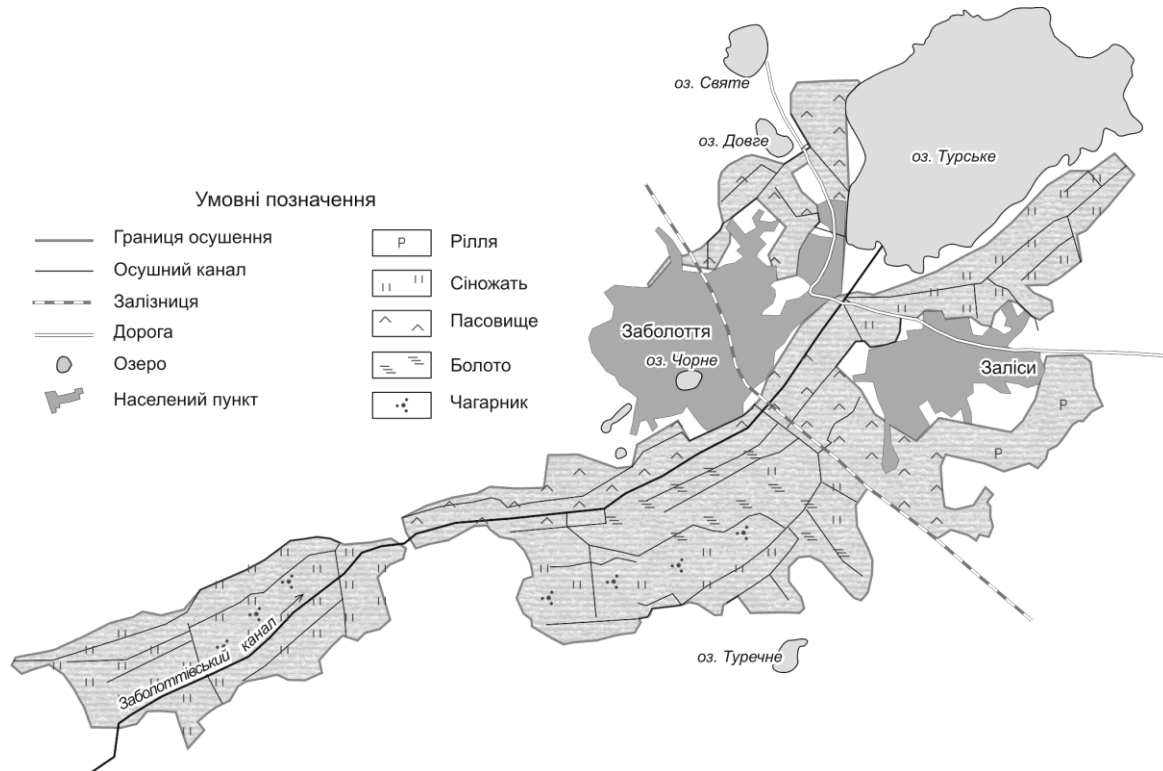 оз. Святе
оз. Довге
оз. Турське
Умовні позначення
Границя осушення
Осушний канал
Залізниця
Дорога
Озеро
Населений пункт
Р
Рілля
Сіножать
Пасовище
Болото
Чагарник
Заболоття
оз. Чорне
Заліси
Р
Р
Заболоттівський канал
оз. Туречне